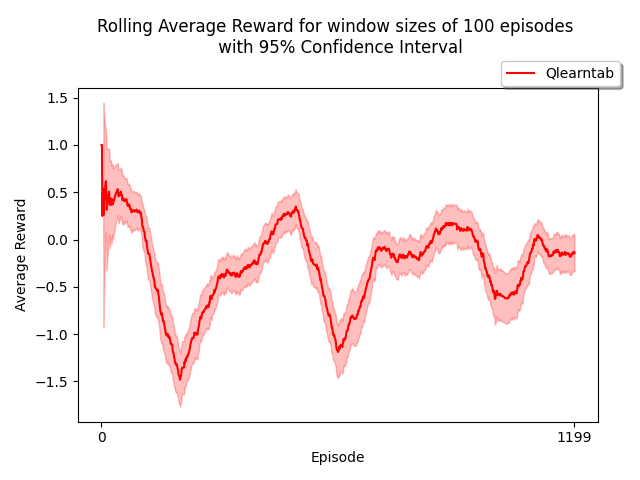 Rolling Average Reward for window sizes of 100 episodes
with 95% Confidence Interval
Qlearntab
1.5
1.0
0.5
0.0
−0.5
−1.0
−1.5
Average Reward
0
1199
Episode